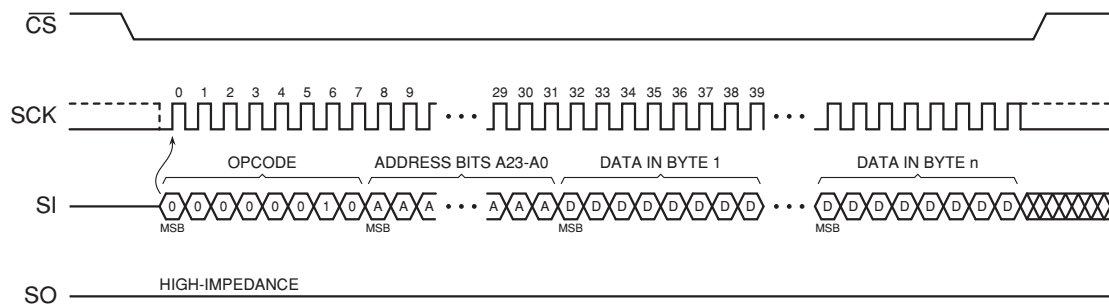 CS
0 1 2 3 4 5 6 7 8 9 29 30 31 32 33 34 35 36 37 38 39
SCK
OPCODE ADDRESS BITS A23-A0 DATA IN BYTE 1 DATA IN BYTE n
SI 0 0 0 0 0 0 1 0 A A A A A A D D D D D D D D D D D D D D D D
MSB MSB MSB MSB
HIGH-IMPEDANCE
SO